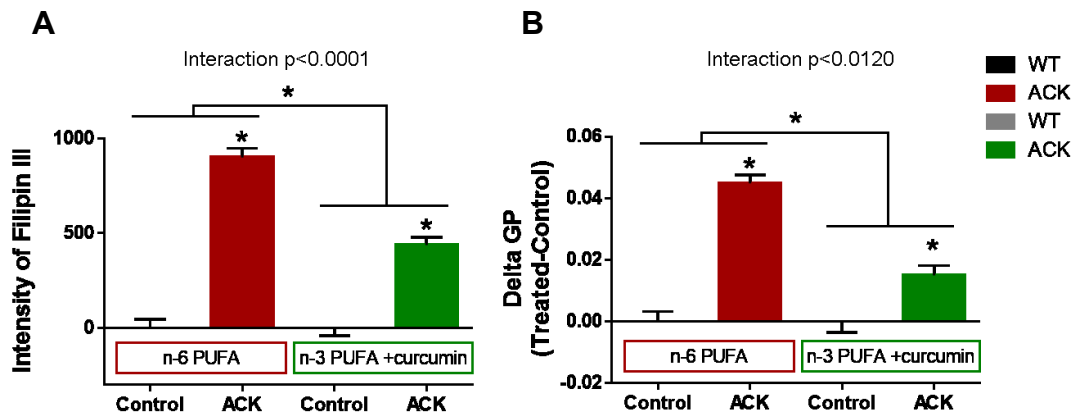 A
Interaction p<0.0001
*
Intensity of Filipin III
1000
500
0
*
*
n-6 PUFA
n-3 PUFA +curcumin
Control ACK Control ACK
B
Interaction p<0.0120
*
Delta GP
(Treated-Control)
0.06
0.04
0.02
0.00
-0.02
*
*
n-6 PUFA
n-3 PUFA +curcumin
Control ACK Control ACK
WT
ACK
WT
ACK